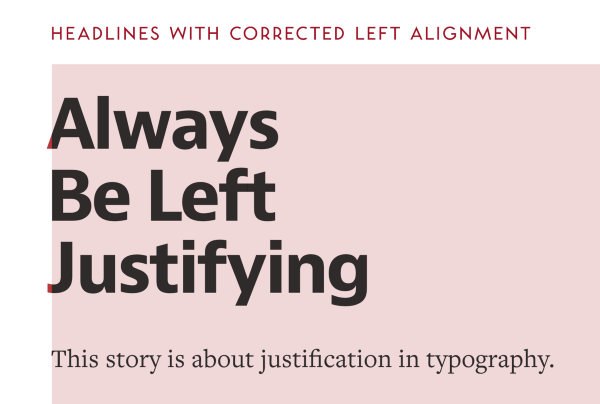 HEADLINES WITH CORRECTED LEFT ALIGNMENT
Always
Be Left
Justifying
This story is about justification in typography.